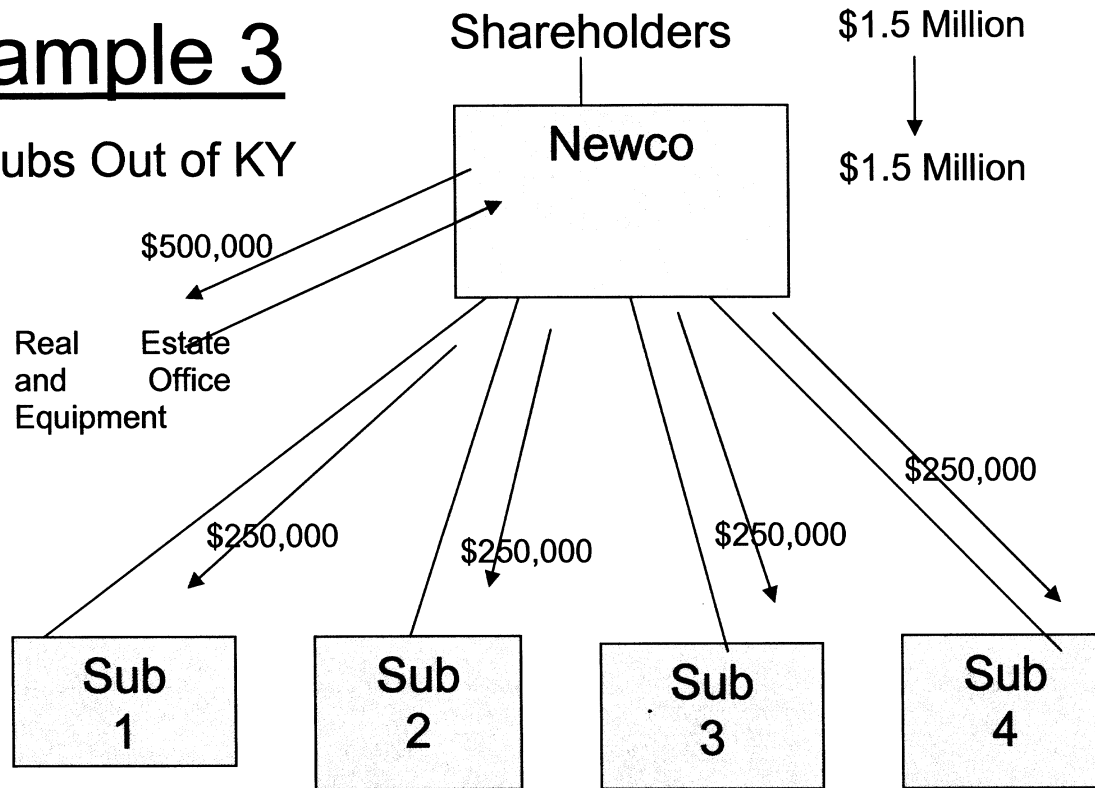 ample 3
Shareholders
$1.5 Million
ubs Out of KY
Newco
$1.5 Million
$500,000
Real Estate
and Office
Equipment
$250,000
$250,000
$250,000
$250,000
Sub
1
Sub
2
Sub
3
Sub
4